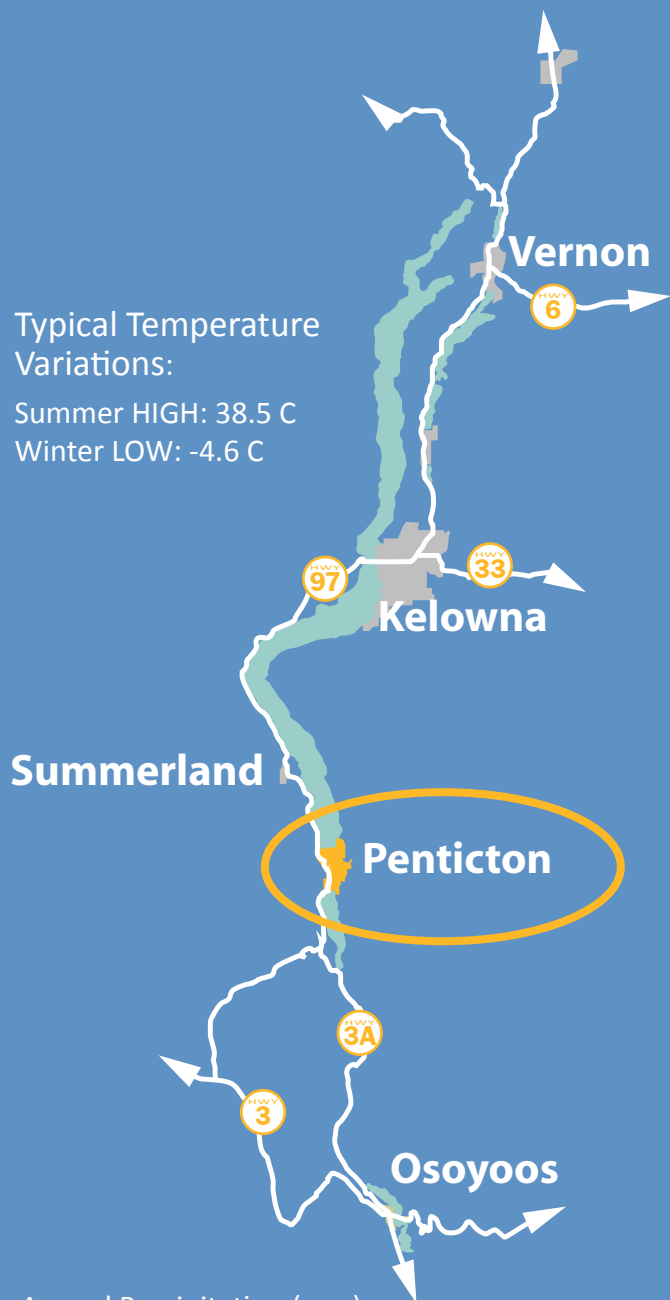 Vernon
HWY
6
Typical Temperature
Variations:
Summer HIGH: 38.5 C
Winter LOW: -4.6 C
HWY
97
HWY
33
Kelowna
Summerland
Penticton
HWY
3A
HWY
3
Osoyoos